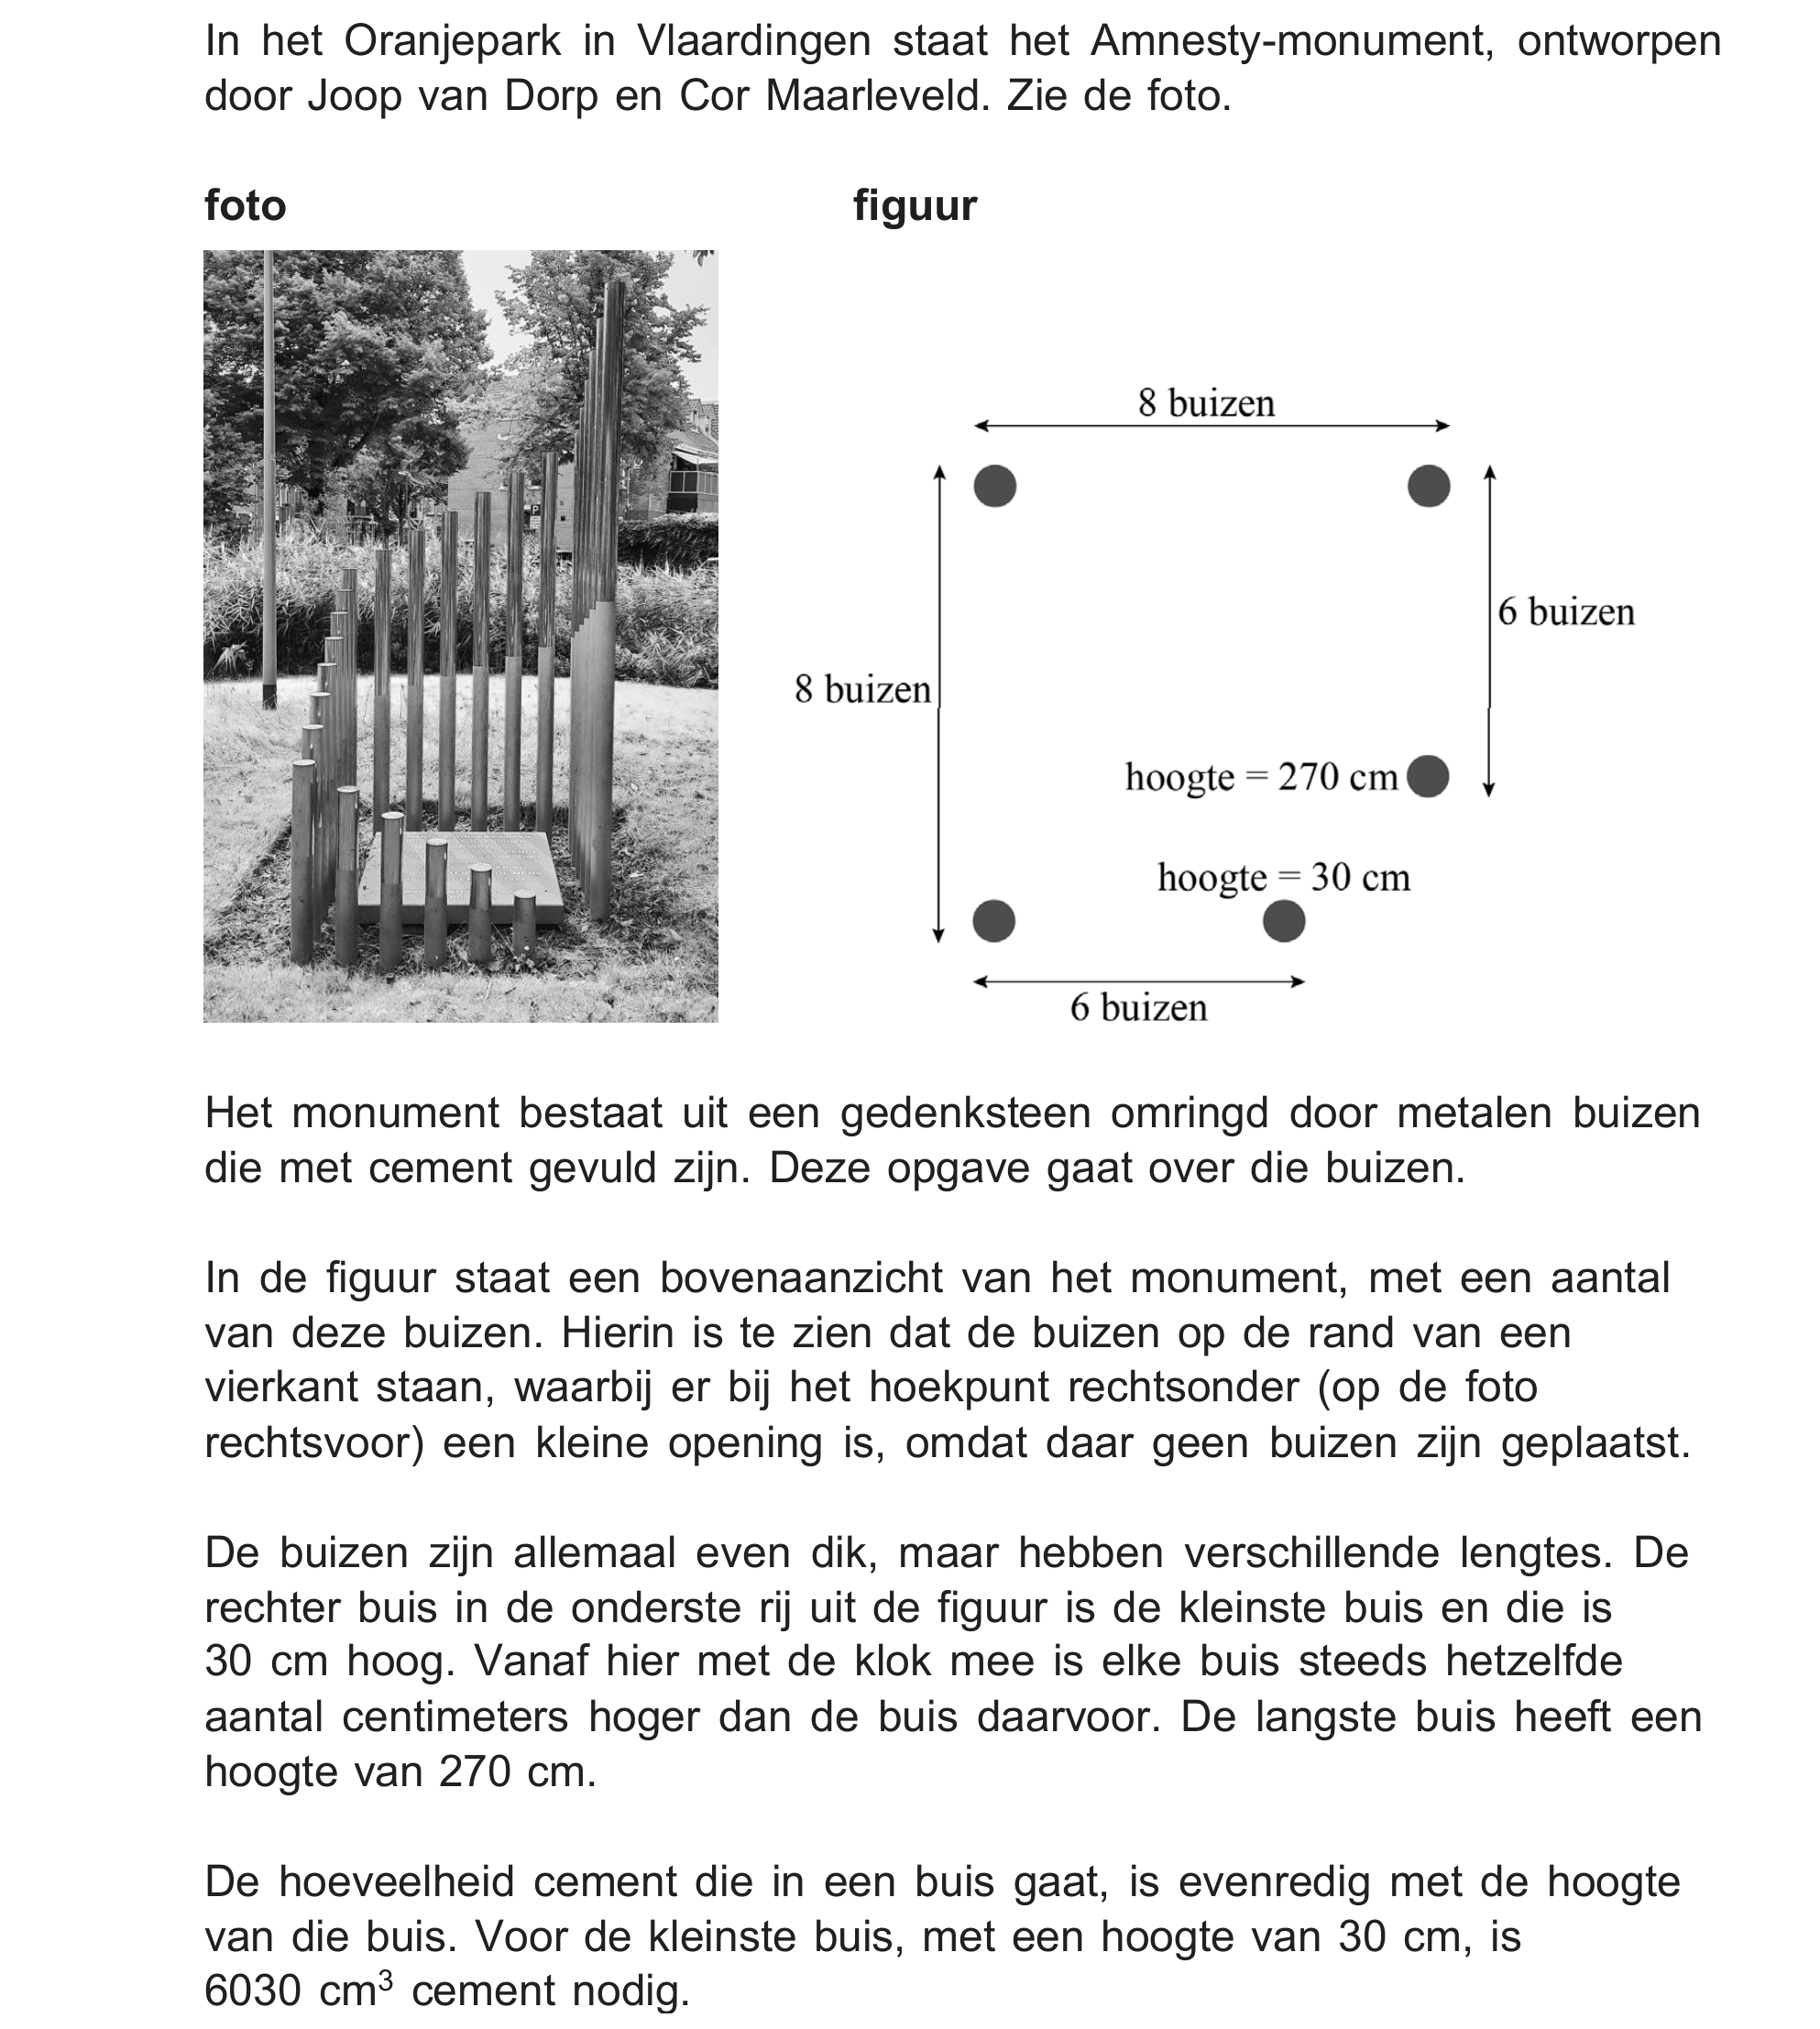 In het Oranjepark in Vlaardingen staat het Amnesty-monument, ontworpen
door Joop van Dorp en Cor Maarleveld. Zie de foto.
foto
figuur
8 buizen
6 buizen
8 buizen
hoogte = 270 cm
hoogte = 30 cm
6 buizen
Het monument bestaat uit een gedenksteen omringd door metalen buizen
die met cement gevuld zijn. Deze opgave gaat over die buizen.
In de figuur staat een bovenaanzicht van het monument, met een aantal
van deze buizen. Hierin is te zien dat de buizen op de rand van een
vierkant staan, waarbij er bij het hoekpunt rechtsonder (op de foto
rechtsvoor) een kleine opening is, omdat daar geen buizen zijn geplaatst.
De buizen zijn allemaal even dik, maar hebben verschillende lengtes. De
rechter buis in de onderste rij uit de figuur is de kleinste buis en die is
30 cm hoog. Vanaf hier met de klok mee is elke buis steeds hetzelfde
aantal centimeters hoger dan de buis daarvoor. De langste buis heeft een
hoogte van 270 cm.
De hoeveelheid cement die in een buis gaat, is evenredig met de hoogte
van die buis. Voor de kleinste buis, met een hoogte van 30 cm, is
6030 cm³ cement nodig.